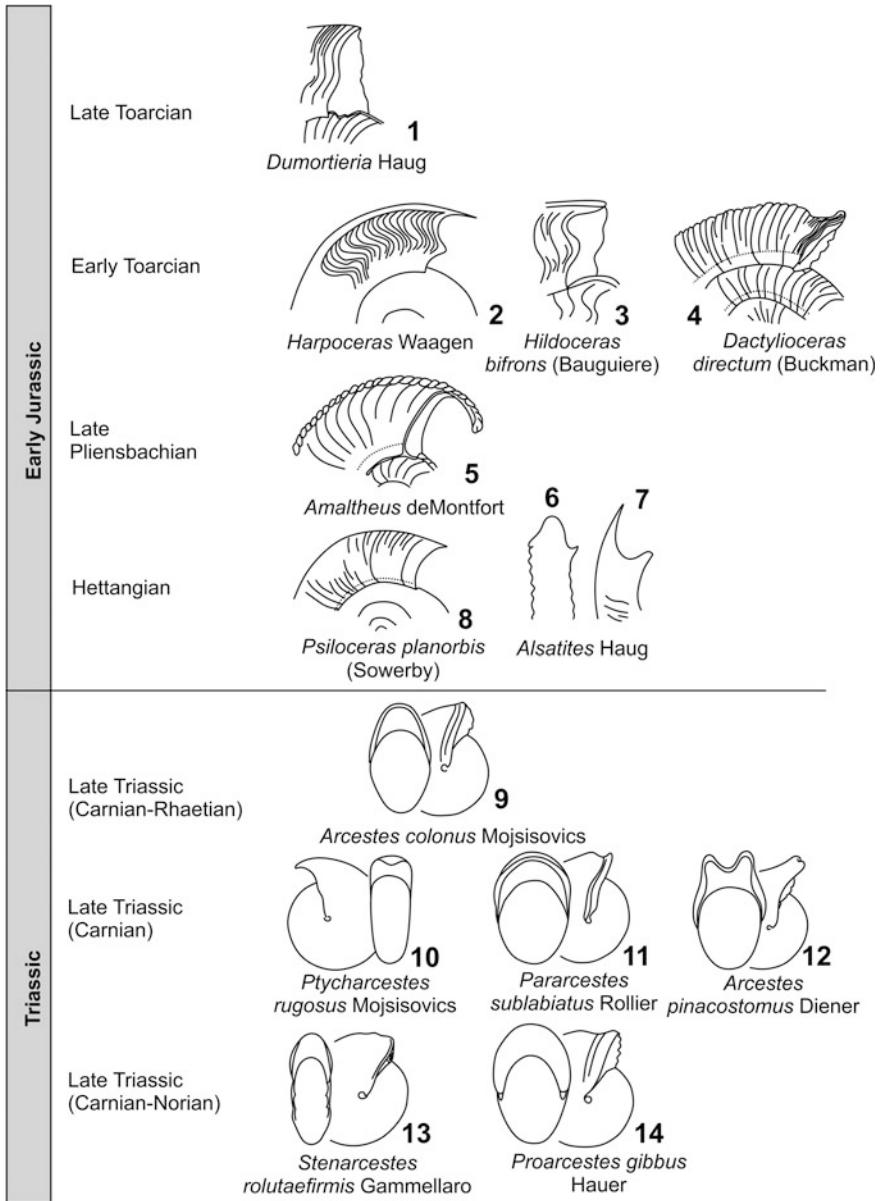 Early Jurassic
Late Toarcian
1
Dumortieria Haug
Early Toarcian
2
Harpoceras Waagen
3
Hildoceras
bifrons (Bauguiere)
4
Dactylioceras
directum (Buckman)
Late
Pliensbachian
5
Amaltheus deMontfort
6
7
Hettangian
8
Psiloceras planorbis
(Sowerby)
Alsatites Haug
Triassic
Late Triassic
(Carnian-Rhaetian)
9
Arcestes colonus Mojsisovics
Late Triassic
(Carnian)
10
Ptycharcestes
rugosus Mojsisovics
11
Pararcestes
sublabiatus Rollier
12
Arcestes
pinacostomus Diener
Late Triassic
(Carnian-Norian)
13
Stenarcestes
rolutaefirmis Gammellaro
14
Proarcestes gibbus
Hauer